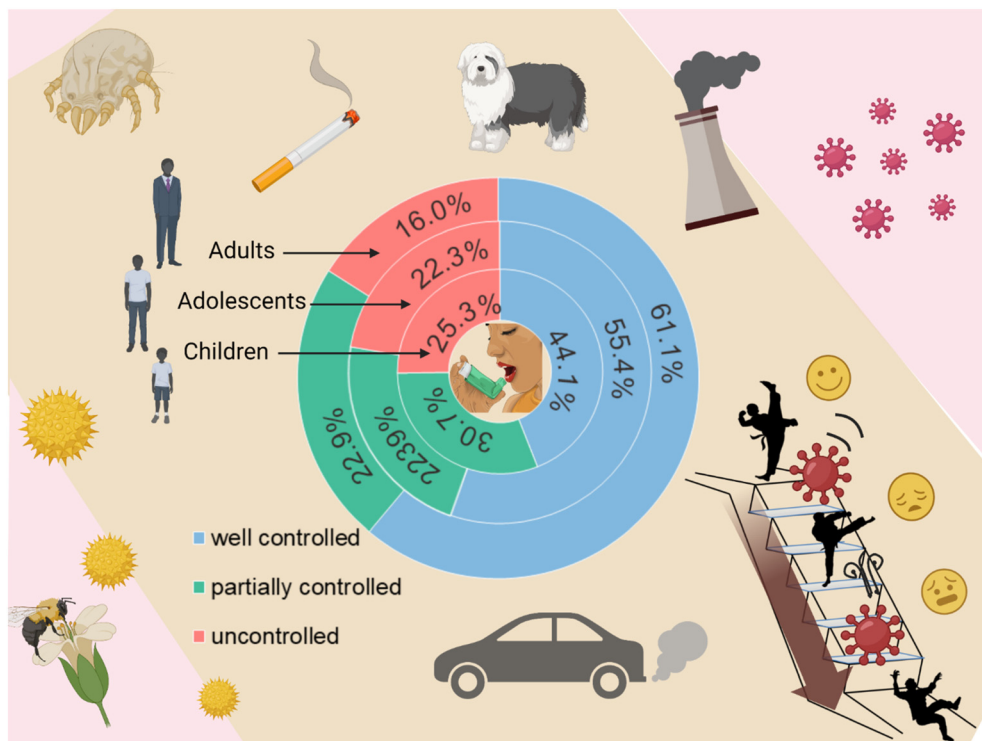 16.0%
Adults
22.3%
Adolescents
25.3%
Children
61.1%
55.4%
44.1%
30.7%
2239%
22.9%
well controlled
partially controlled
uncontrolled